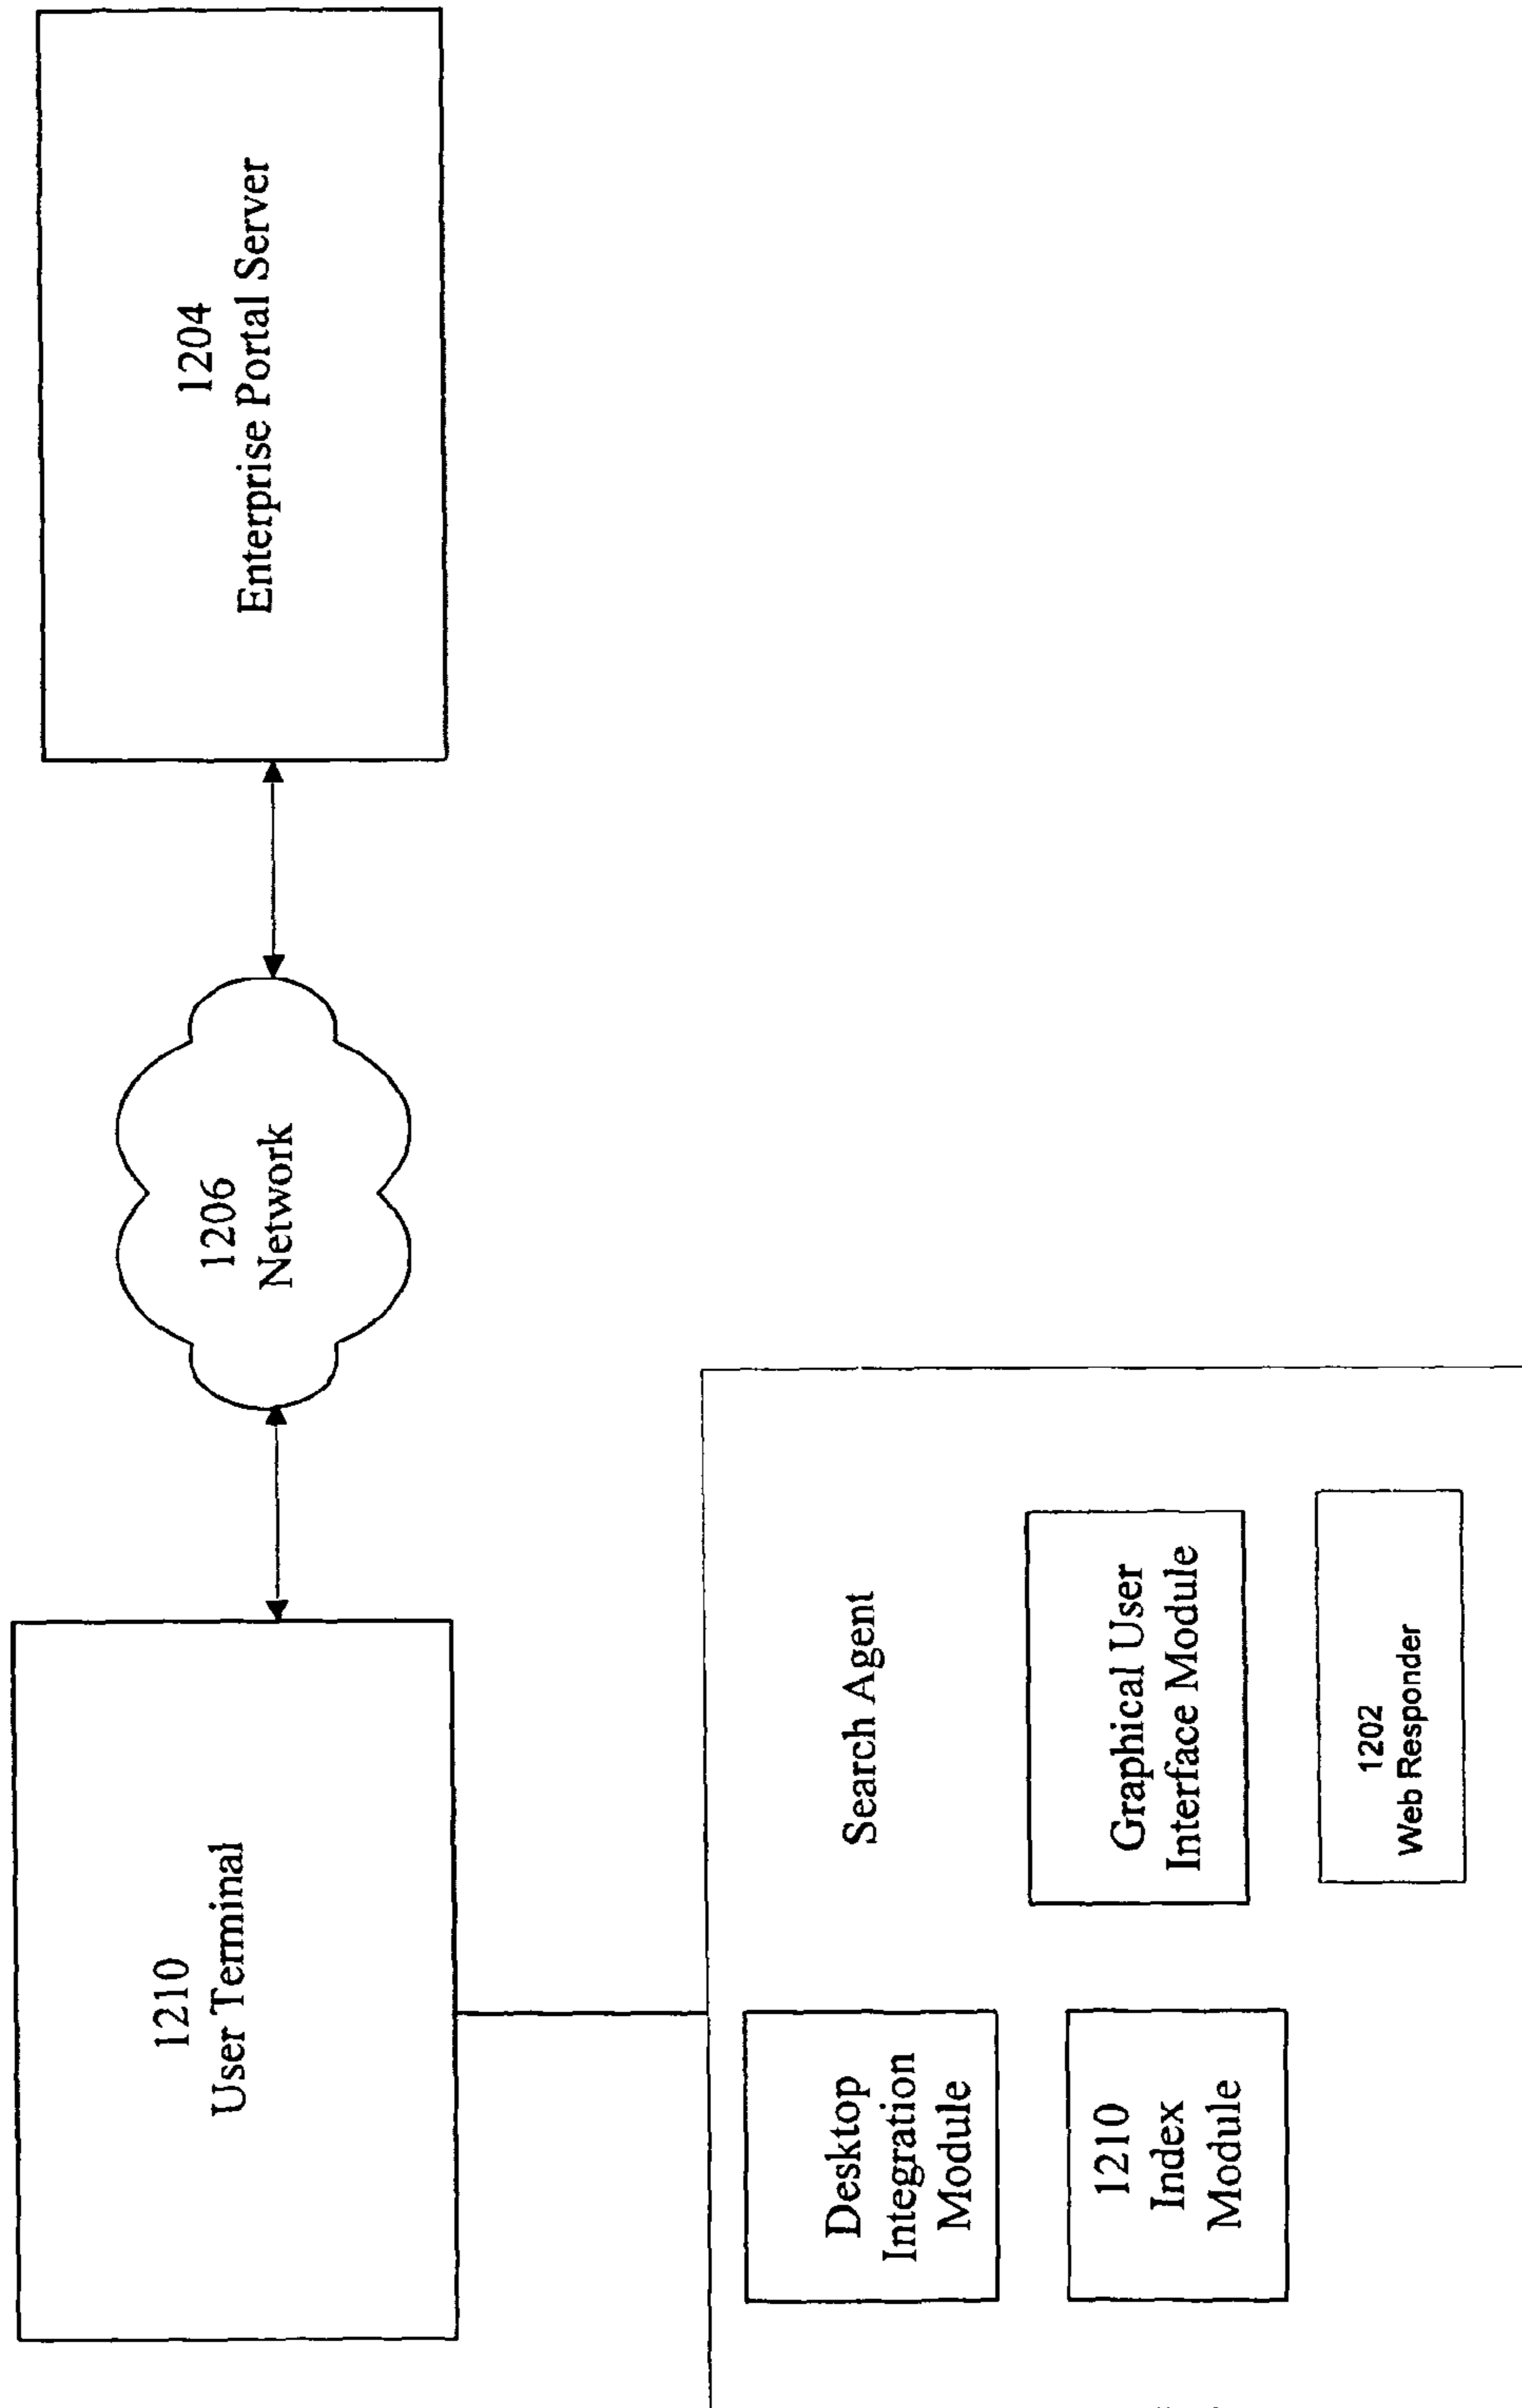 1210
User Terminal
1206
Network
1204
Enterprise Portal Server
Search Agent
Desktop
Integration
Module
Graphical User
Interface Module
1210
Index
Module
1202
Web Responder